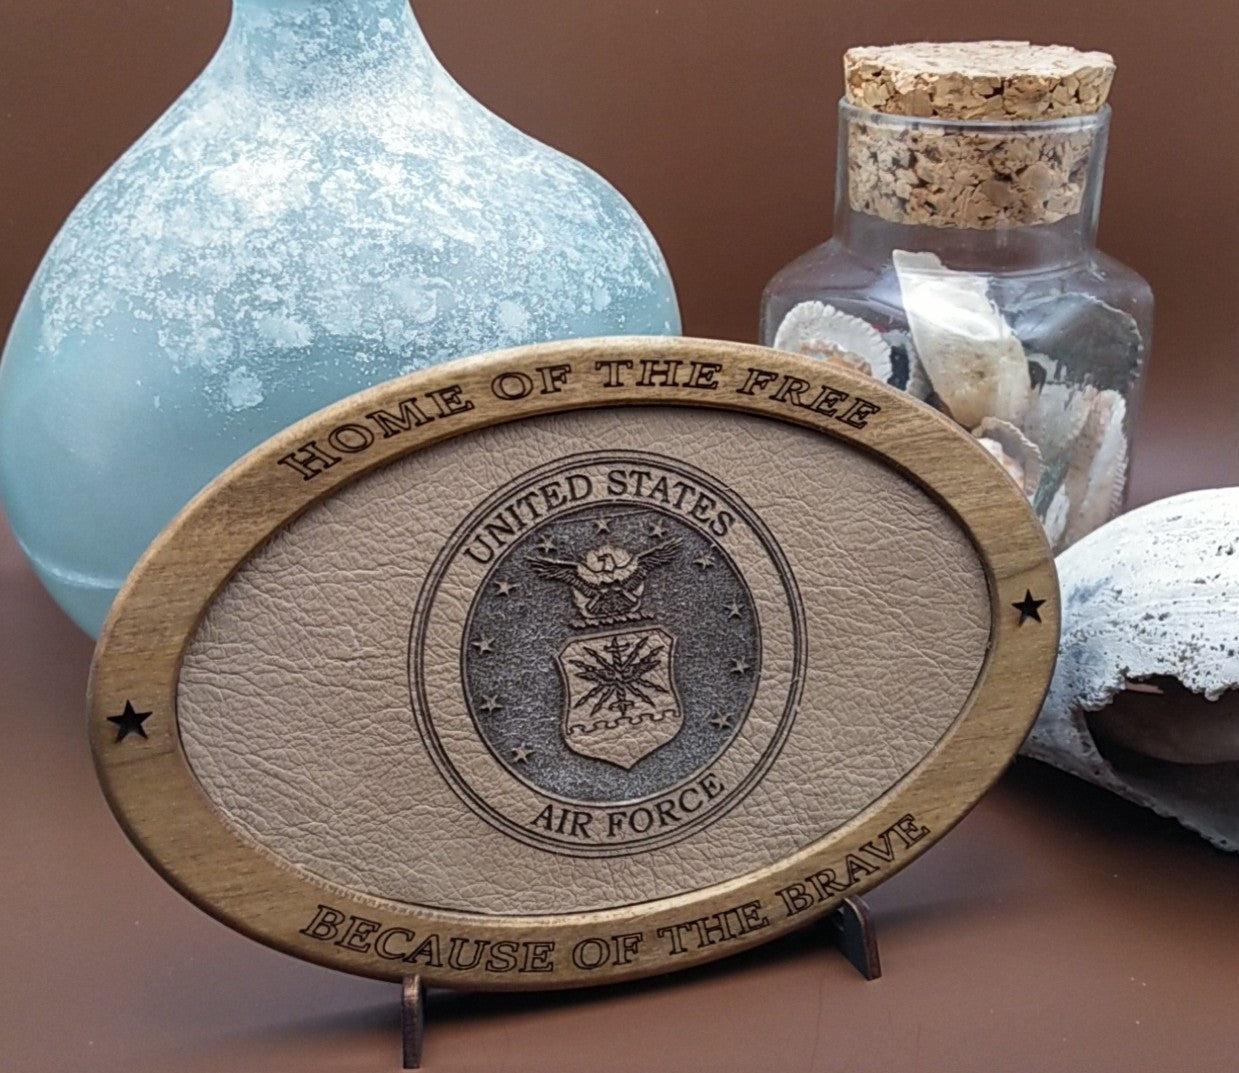 HOME OF THE FREE
UNITED STATES
AIR FORCE
BECAUSE OF THE BRAVE